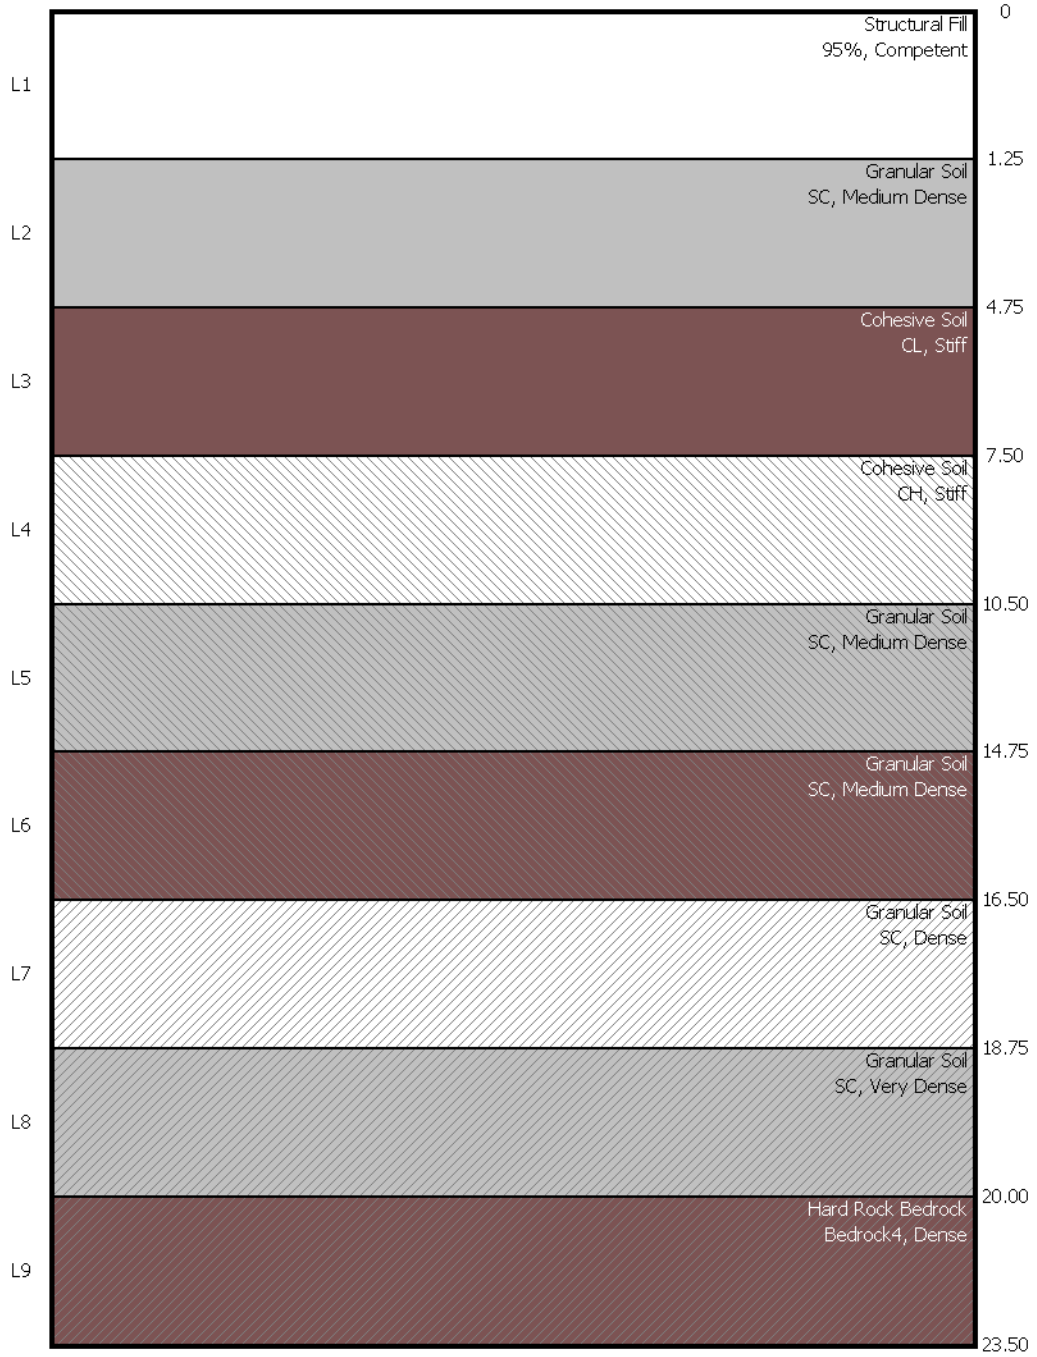 0
Structural Fill
95%, Competent
L1
1.25
Granular Soil
SC, Medium Dense
L2
4.75
Cohesive Soil
CL, Stiff
L3
7.50
Cohesive Soil
CH, Stiff
L4
10.50
Granular Soil
SC, Medium Dense
L5
14.75
Granular Soil
SC, Medium Dense
L6
16.50
Granular Soil
SC, Dense
L7
18.75
Granular Soil
SC, Very Dense
L8
20.00
Hard Rock Bedrock
Bedrock4, Dense
L9
23.50